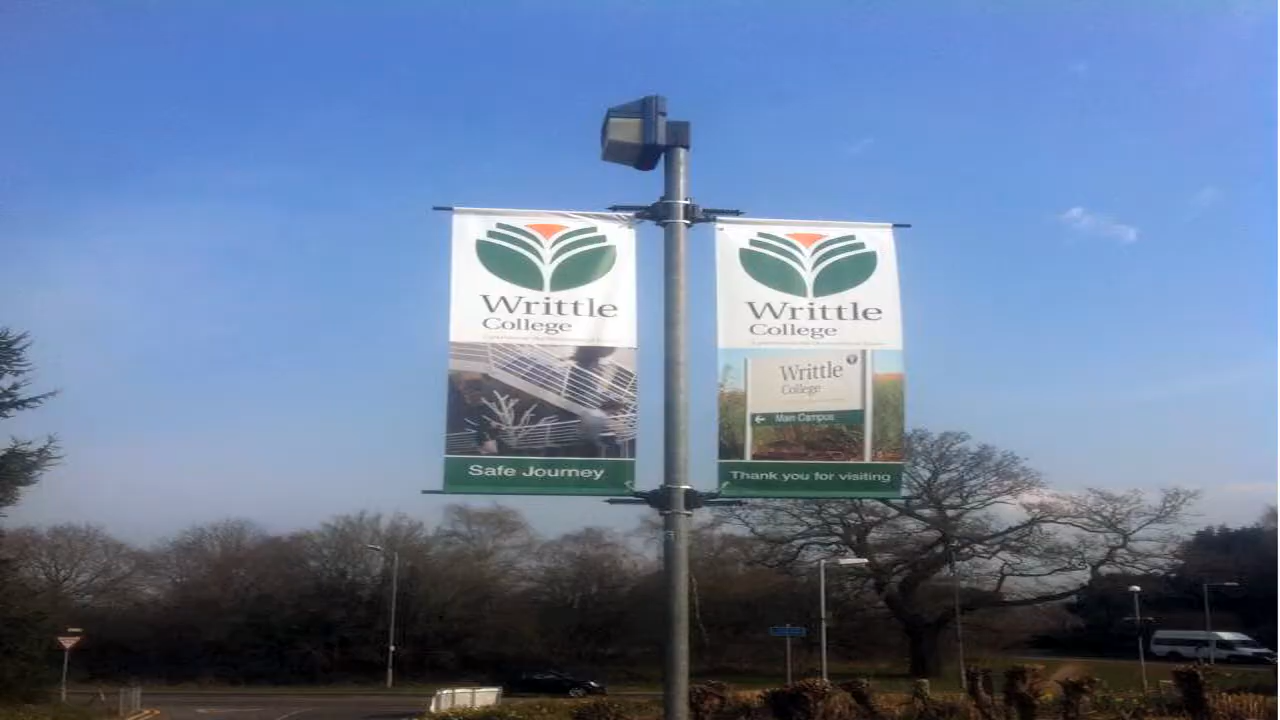 Writtle
College
Safe Journey
Writtle
College
Writtle
College
Main Campus
Thank you for visiting